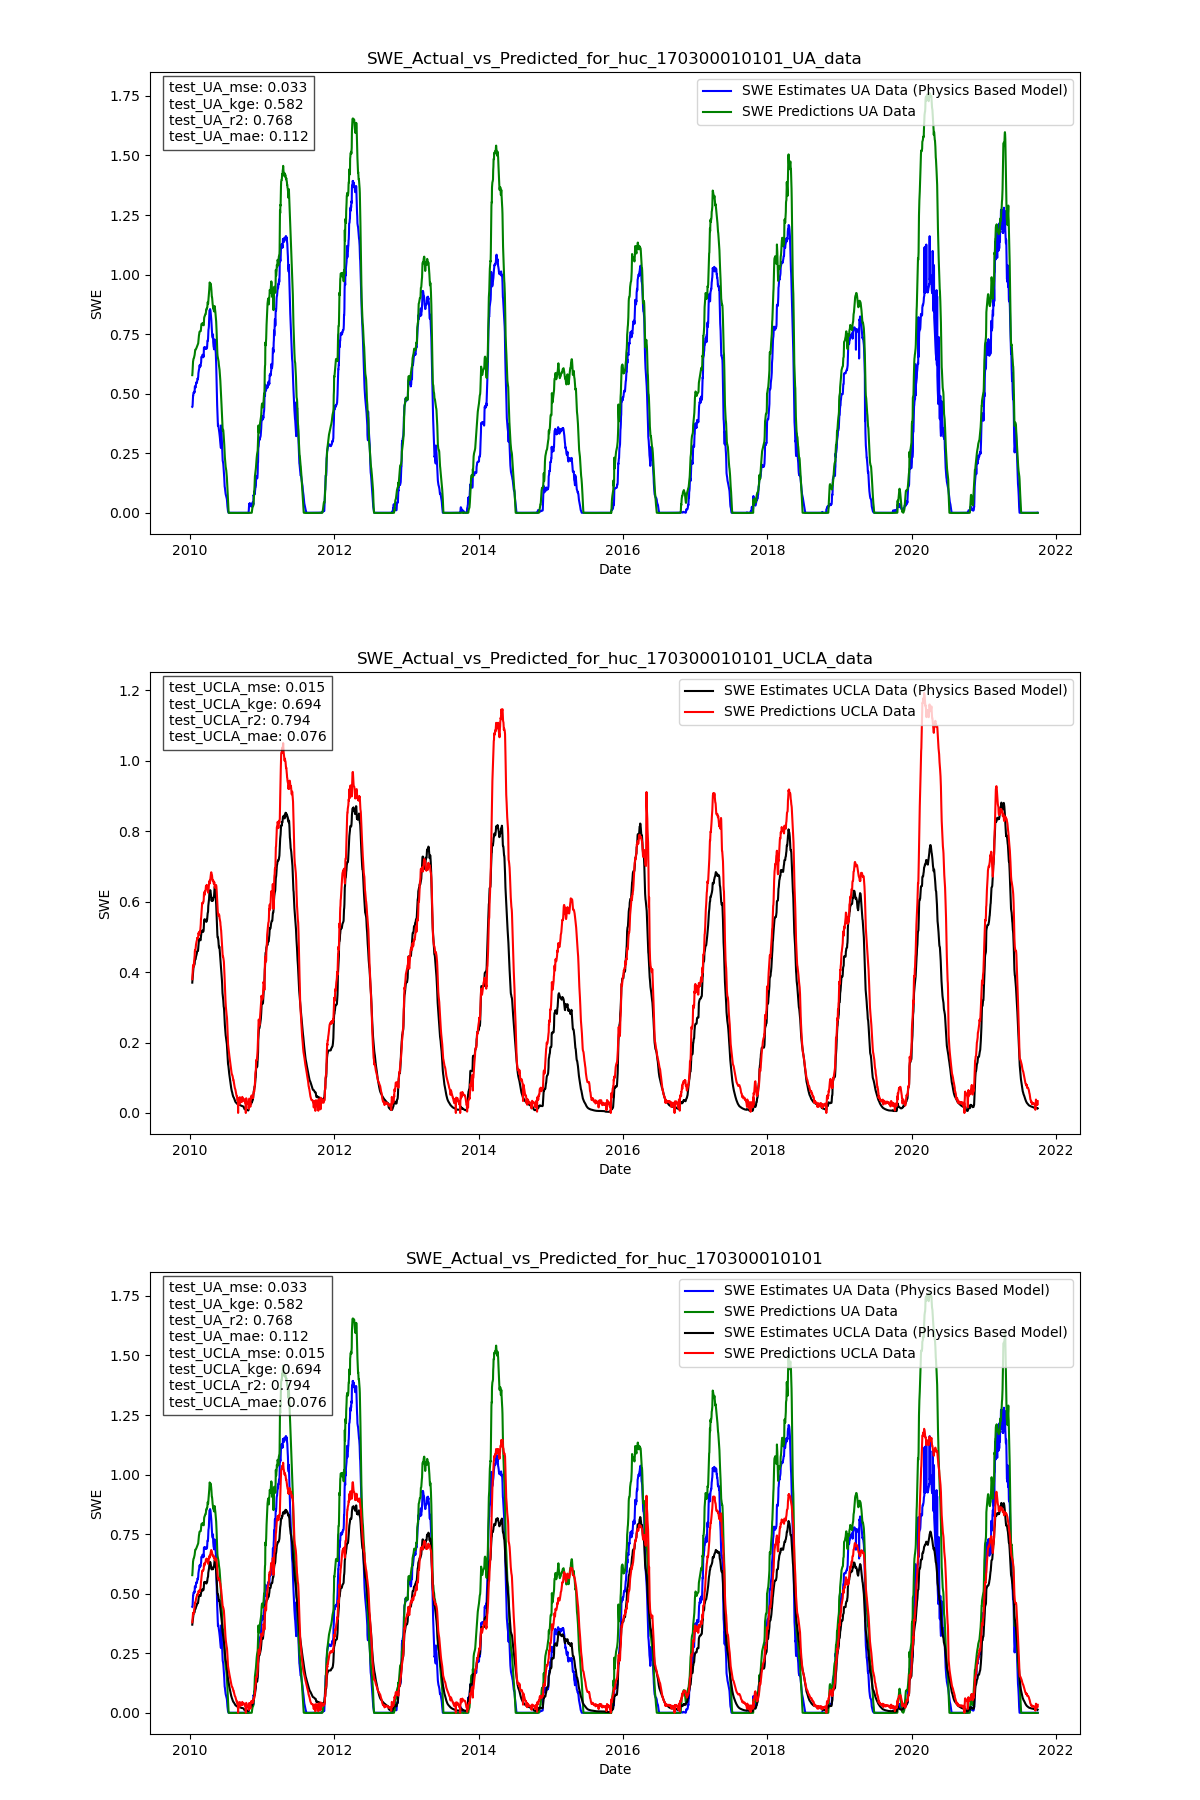 SWE_Actual_vs_Predicted_for_huc_170300010101_UA_data
test_UA_mse: 0.033
test_UA_kge: 0.582
test_UA_r2: 0.768
test_UA_mae: 0.112
SWE Estimates UA Data (Physics Based Model)
SWE Predictions UA Data
1.75
1.50
1.25
1.00
0.75
0.50
0.25
0.00
SWE
2010 2012 2014 2016 2018 2020 2022
Date
SWE_Actual_vs_Predicted_for_huc_170300010101_UCLA_data
test_UCLA_mse: 0.015
test_UCLA_kge: 0.694
test_UCLA_r2: 0.794
test_UCLA_mae: 0.076
SWE Estimates UCLA Data (Physics Based Model)
SWE Predictions UCLA Data
1.2
1.0
0.8
0.6
0.4
0.2
0.0
SWE
2010 2012 2014 2016 2018 2020 2022
Date
SWE_Actual_vs_Predicted_for_huc_170300010101
test_UA_mse: 0.033
test_UA_kge: 0.582
test_UA_r2: 0.768
test_UA_mae: 0.112
test_UCLA_mse: 0.015
test_UCLA_kge: 0.694
test_UCLA_r2: 0.794
test_UCLA_mae: 0.076
SWE Estimates UA Data (Physics Based Model)
SWE Predictions UA Data
SWE Estimates UCLA Data (Physics Based Model)
SWE Predictions UCLA Data
1.75
1.50
1.25
1.00
0.75
0.50
0.25
0.00
SWE
2010 2012 2014 2016 2018 2020 2022
Date